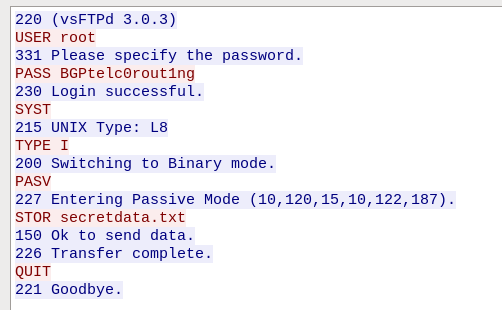 220 (vsFTPd 3.0.3)
USER root
331 Please specify the password.
PASS BGPtelc0rout1ng
230 Login successful.
SYST
215 UNIX Type: L8
TYPE I
200 Switching to Binary mode.
PASV
227 Entering Passive Mode (10,120,15,10,122,187).
STOR secretdata.txt
150 Ok to send data.
226 Transfer complete.
QUIT
221 Goodbye.